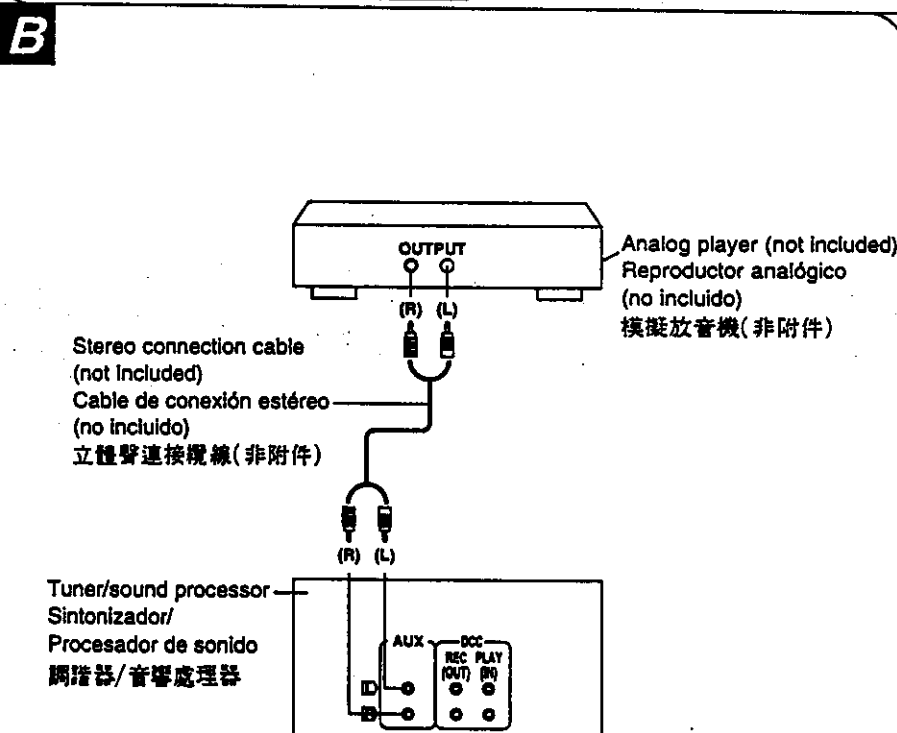 B
OUTPUT
(R) (L)
Analog player (not included)
Reproductor analógico
(no incluido)
模擬放音機(非附件)
Stereo connection cable
(not included)
Cable de conexión estéreo
(no incluido)
立體聲連接纜線(非附件)
(R) (L)
Tuner/sound processor
Sintonizador/
Procesador de sonido
調諧器/音響處理器
AUX DCC
REC PLAY
(OUT) (IN)